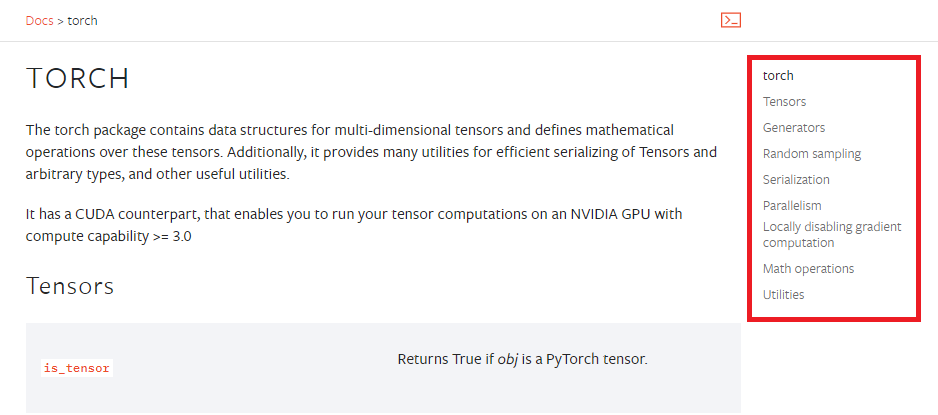 Docs > torch
TORCH
The torch package contains data structures for multi-dimensional tensors and defines mathematical
operations over these tensors. Additionally, it provides many utilities for efficient serializing of Tensors and
arbitrary types, and other useful utilities.
It has a CUDA counterpart, that enables you to run your tensor computations on an NVIDIA GPU with
compute capability >= 3.0
Tensors
is_tensor
Returns True if obj is a PyTorch tensor.
torch
Tensors
Generators
Random sampling
Serialization
Parallelism
Locally disabling gradient
computation
Math operations
Utilities